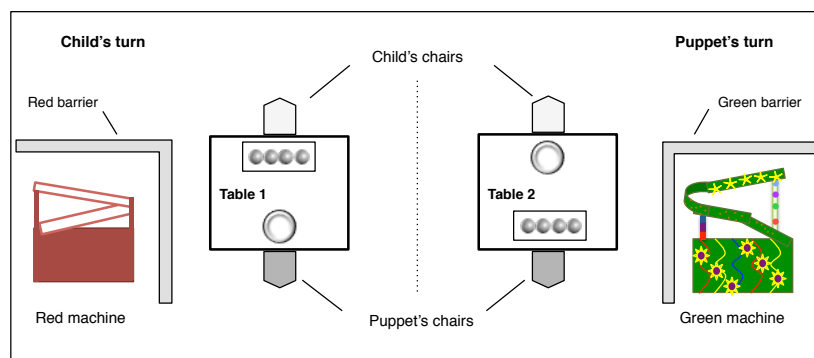 Child's turn
Puppet's turn
Child's chairs
Red barrier
Green barrier
Table 1
Table 2
Puppet's chairs
Red machine
Green machine